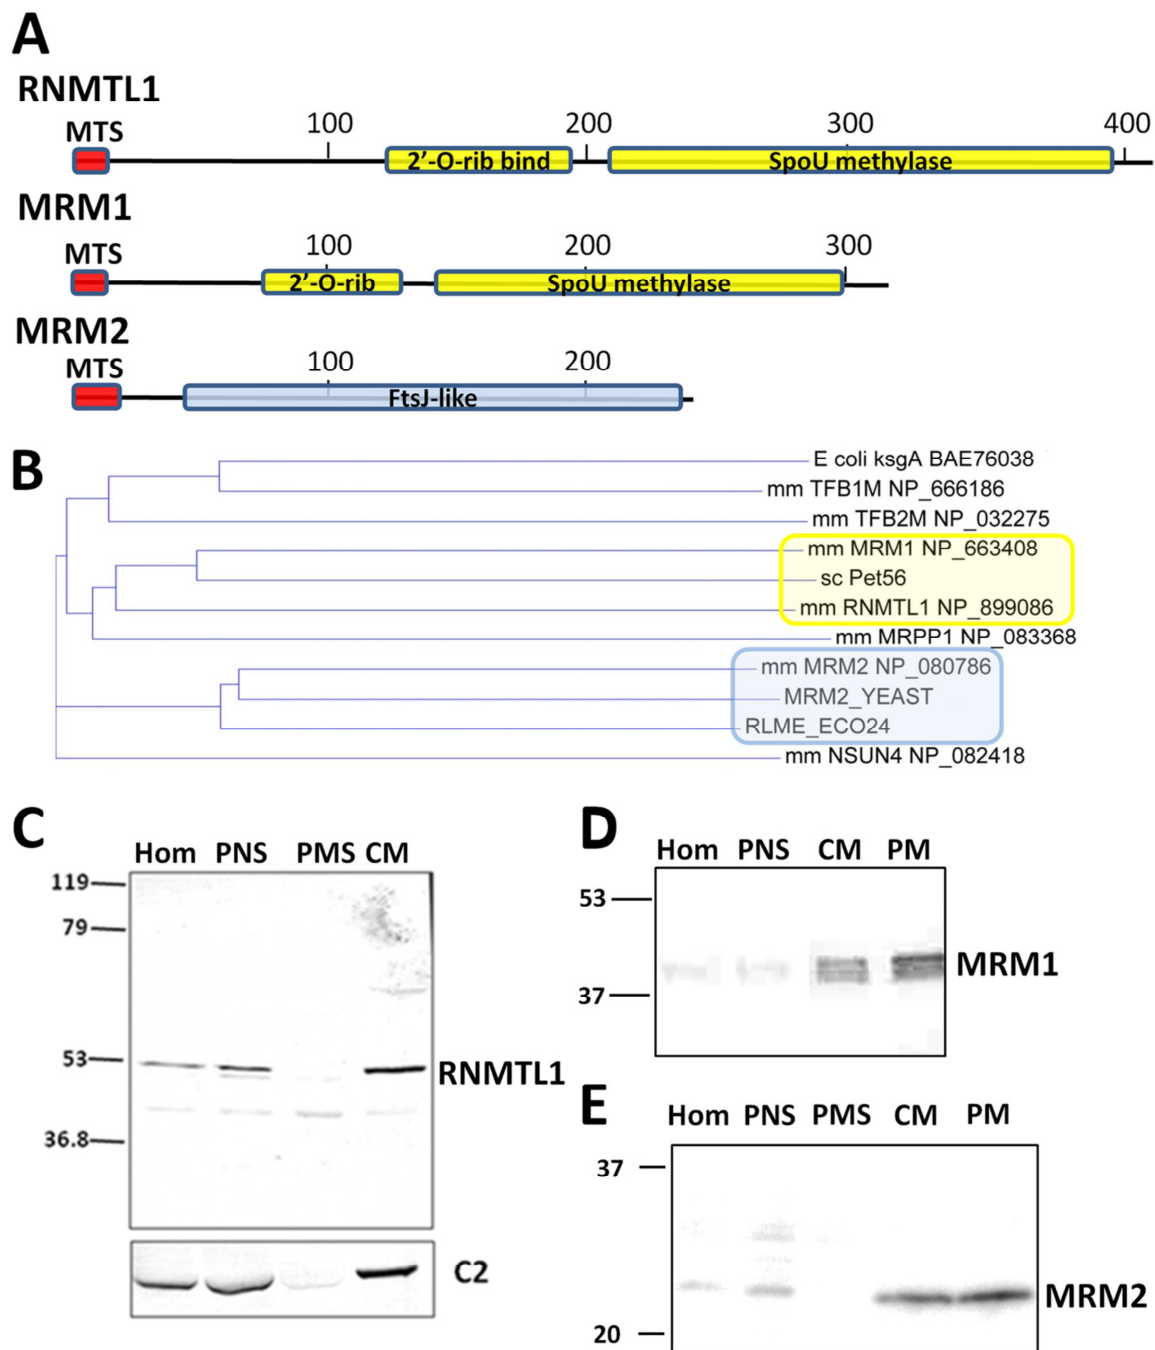 A
RNMTL1
MTS 100 200 300 400
2'-O-rib bind SpoU methylase
MRM1
MTS 100 200 300
2'-O-rib SpoU methylase
MRM2
MTS 100 200
FtsJ-like
B
E coli ksgA BAE76038
mm TFB1M NP_666186
mm TFB2M NP_032275
mm MRM1 NP_663408
sc Pet56
mm RNMTL1 NP_899086
mm MRPP1 NP_083368
mm MRM2 NP_080786
MRM2_YEAST
RLME_ECO24
mm NSUN4 NP_082418
C
Hom PNS PMS CM
119
79
53
RNMTL1
36.8
C2
D
Hom PNS CM PM
53
MRM1
37
E
Hom PNS PMS CM PM
37
MRM2
20